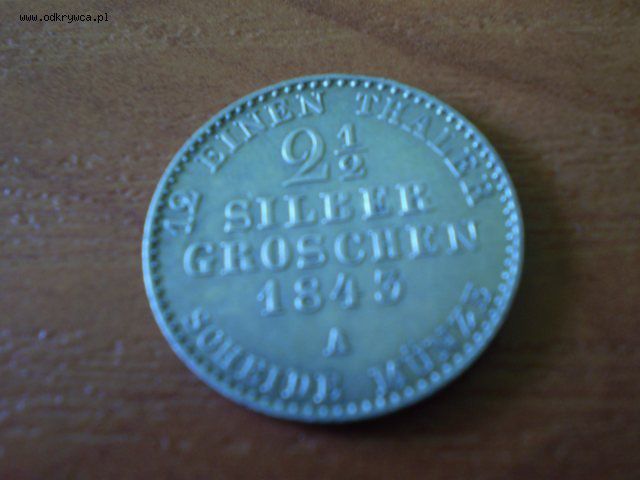 www.odkrywca.pl
12 EINEN THALER
2 1/2
SILBER
GROSCHEN
1843
A
SCHEIDE MÜNZE